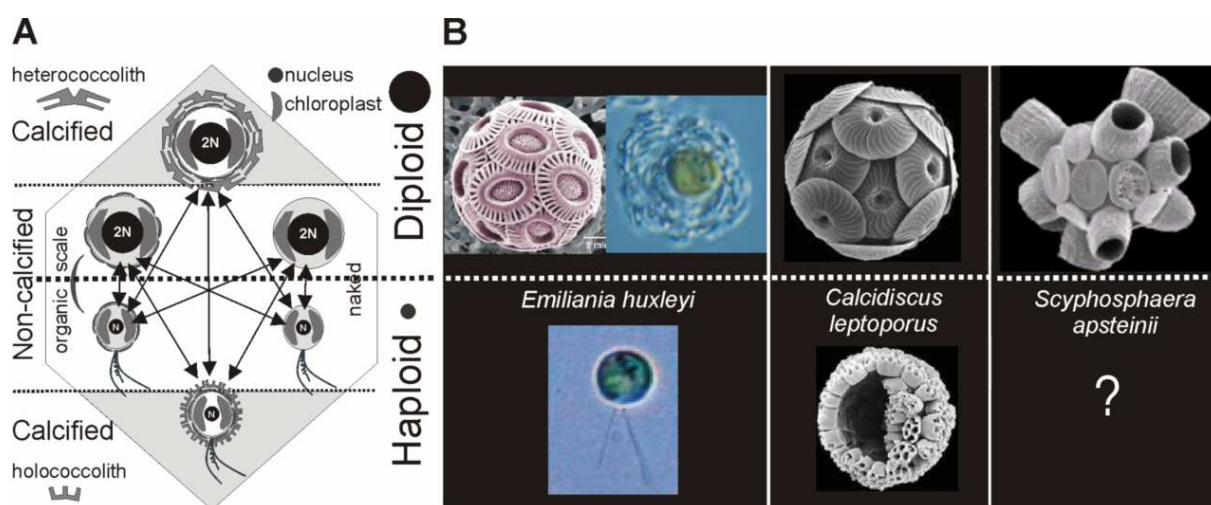 A
heterococcolith
nucleus
chloroplast
Calcified
2N
2N
2N
Non-calcified
organic scale
naked
N
N
Calcified
N
holococcolith
Diploid
Haploid
B
Emiliania huxleyi
Calcidiscus
leptoporus
Scyphosphaera
apsteinii
?